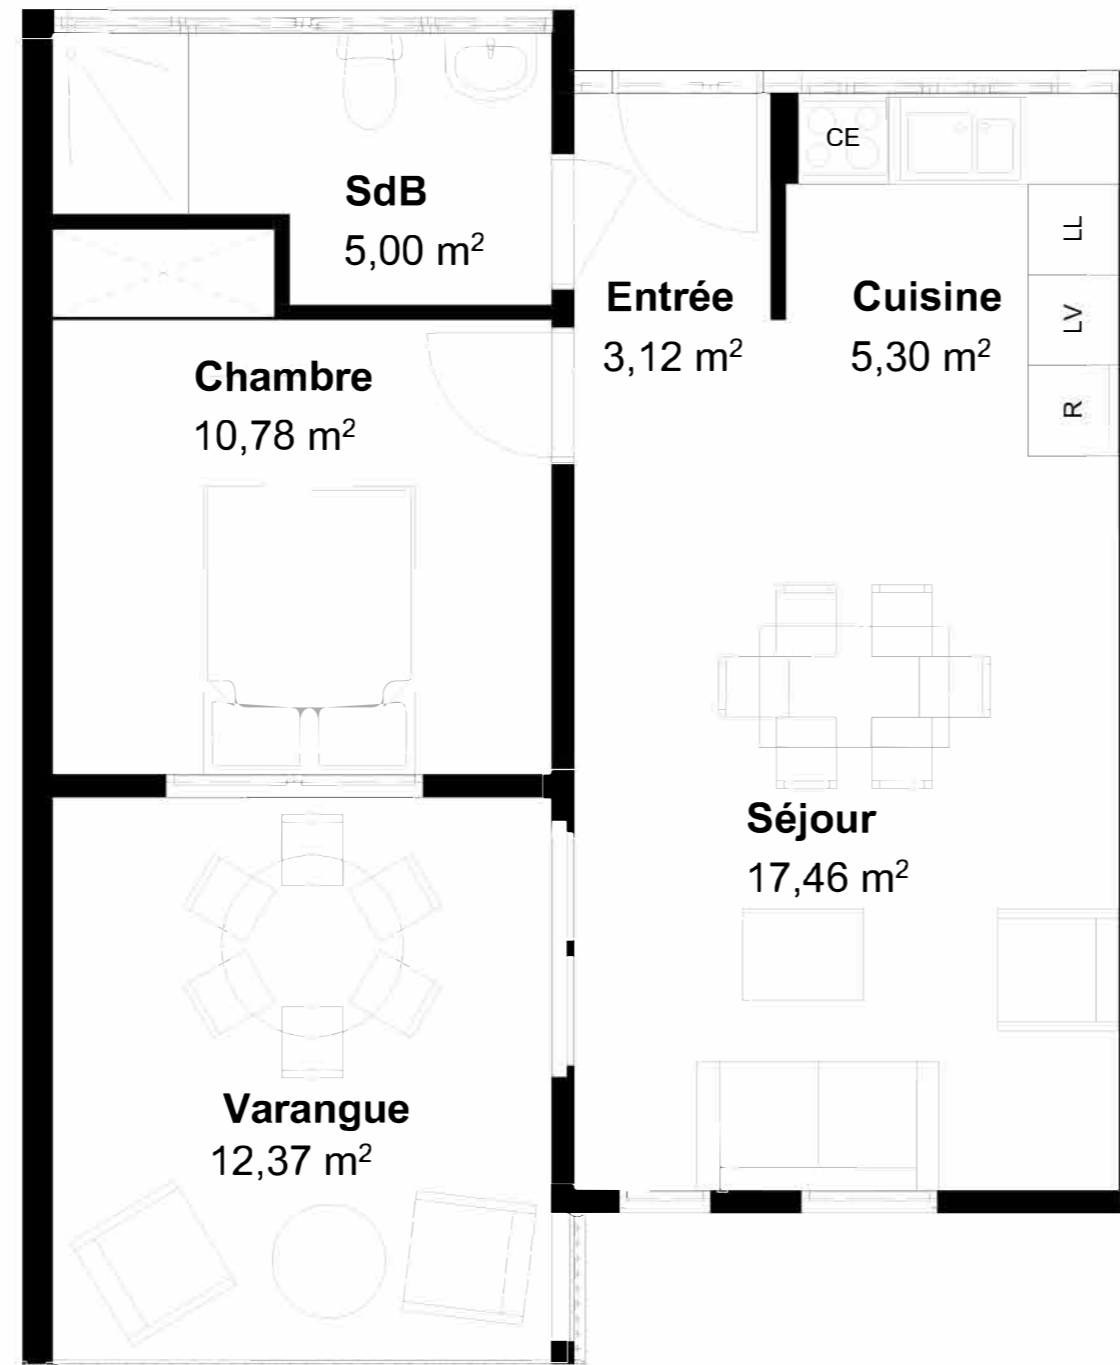 CE
SdB
5,00 m²
LL
Entrée
3,12 m²
Cuisine
5,30 m²
LV
Chambre
10,78 m²
R
Séjour
17,46 m²
Varangue
12,37 m²